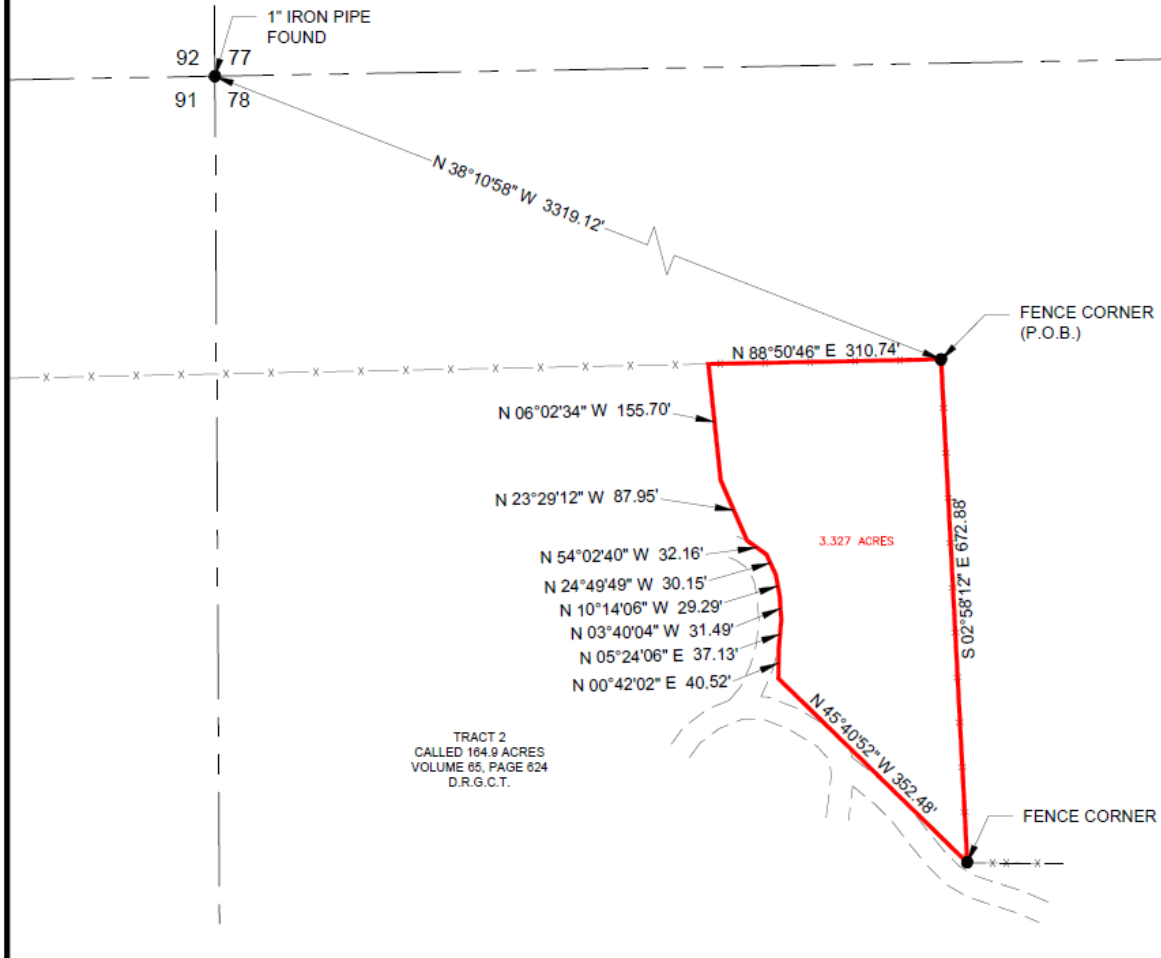 1" IRON PIPE
FOUND
92 77
91 78
N 38°10'58" W 3319.12'
FENCE CORNER
(P.O.B.)
N 88°50'46" E 310.74'
N 06°02'34" W 155.70'
N 23°29'12" W 87.95'
3.327 ACRES
S 02°58'12" E 672.88'
N 54°02'40" W 32.16'
N 24°49'49" W 30.15'
N 10°14'06" W 29.29'
N 03°40'04" W 31.49'
N 05°24'06" E 37.13'
N 00°42'02" E 40.52'
N 45°40'52" W 352.48'
TRACT 2
CALLED 164.9 ACRES
VOLUME 65, PAGE 624
D.R.G.C.T.
FENCE CORNER